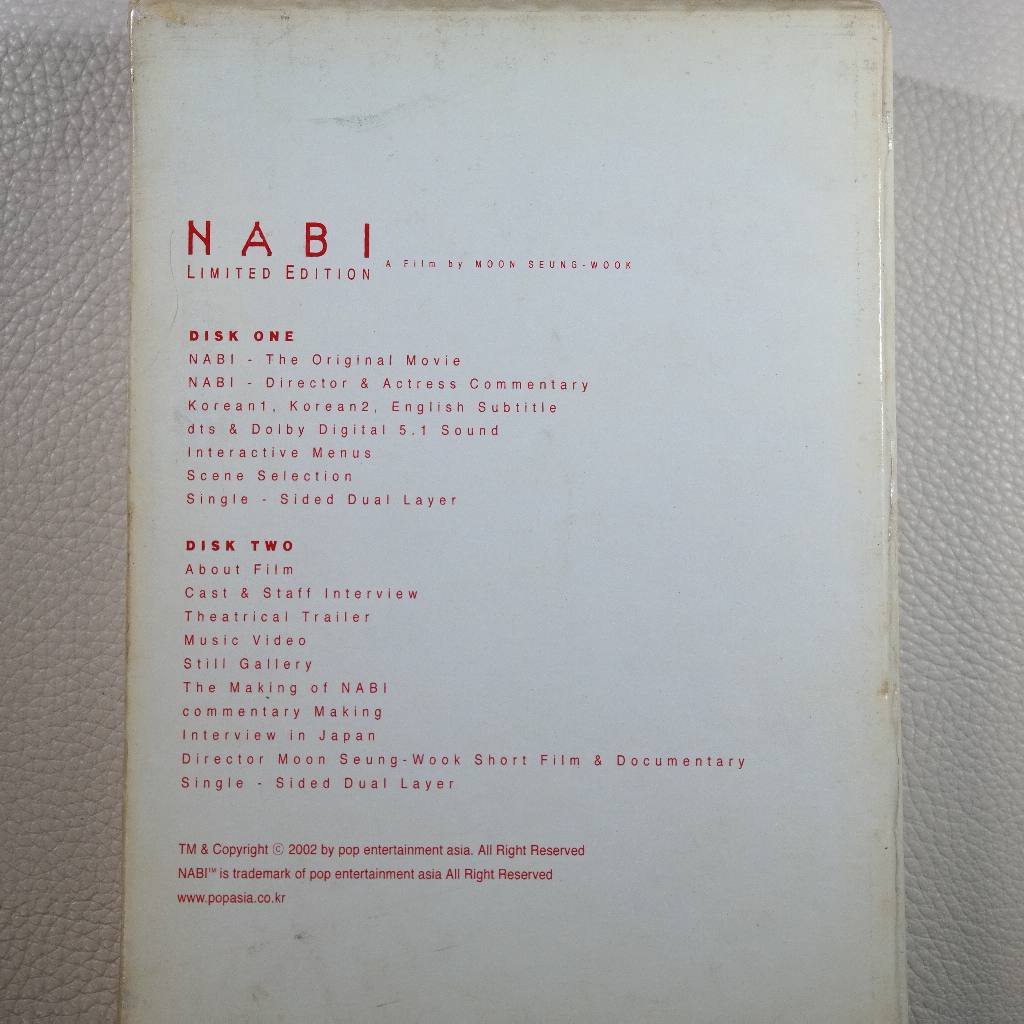 NABI
LIMITED EDITION A Film by MOON SEUNG-WOOK
DISK ONE
NABI - The Original Movie
NABI - Director & Actress Commentary
Korean1, Korean2, English Subtitle
dts & Dolby Digital 5.1 Sound
Interactive Menus
Scene Selection
Single - Sided Dual Layer
DISK TWO
About Film
Cast & Staff Interview
Theatrical Trailer
Music Video
Still Gallery
The Making of NABI
commentary Making
Interview in Japan
Director Moon Seung-Wook Short Film & Documentary
Single - Sided Dual Layer
TM & Copyright ⓒ 2002 by pop entertainment asia. All Right Reserved
NABI™ is trademark of pop entertainment asia All Right Reserved
www.popasia.co.kr